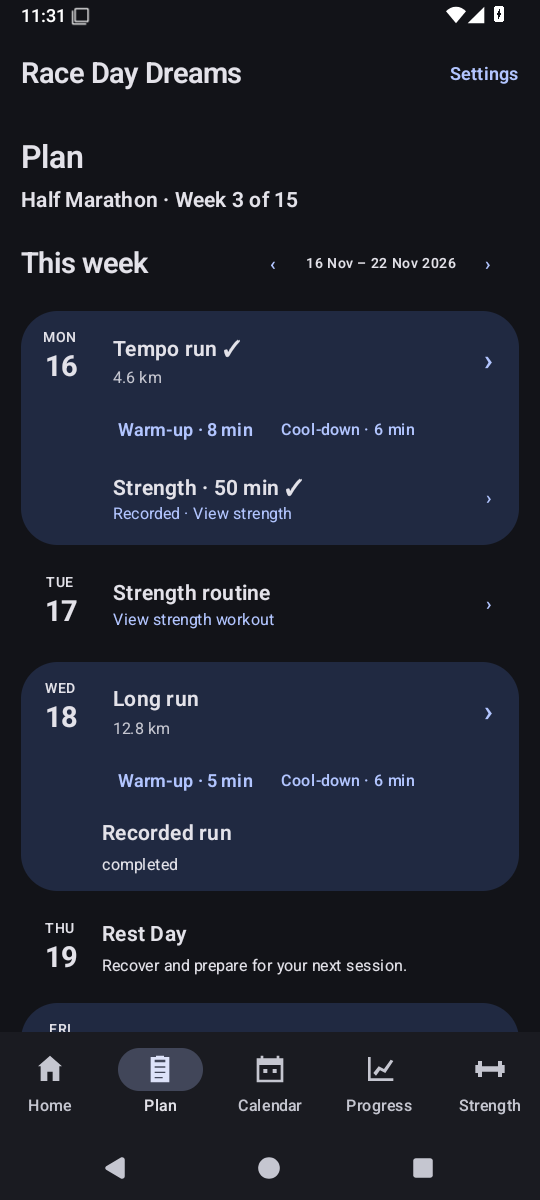 11:31
Race Day Dreams
Settings
Plan
Half Marathon · Week 3 of 15
This week
‹ 16 Nov – 22 Nov 2026 ›
MON
16
Tempo run ✓
4.6 km
›
Warm-up · 8 min
Cool-down · 6 min
Strength · 50 min ✓
Recorded · View strength
›
TUE
17
Strength routine
View strength workout
›
WED
18
Long run
12.8 km
›
Warm-up · 5 min
Cool-down · 6 min
Recorded run
completed
THU
19
Rest Day
Recover and prepare for your next session.
FRI
Home
Plan
Calendar
Progress
Strength